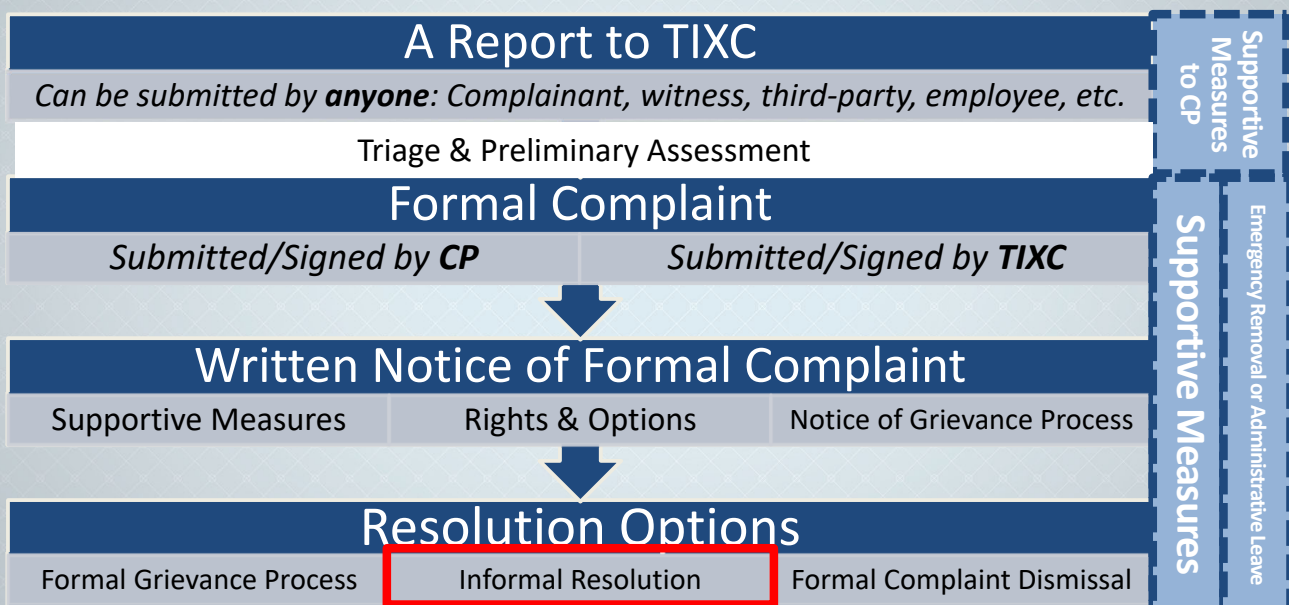 A Report to TIXC
Can be submitted by anyone: Complainant, witness, third-party, employee, etc.
Triage & Preliminary Assessment
Formal Complaint
Submitted/Signed by CP
Submitted/Signed by TIXC
Written Notice of Formal Complaint
Supportive Measures
Rights & Options
Notice of Grievance Process
Resolution Options
Formal Grievance Process
Informal Resolution
Formal Complaint Dismissal
Supportive
Measures
to CP
Supportive Measures
Emergency Removal or Administrative Leave